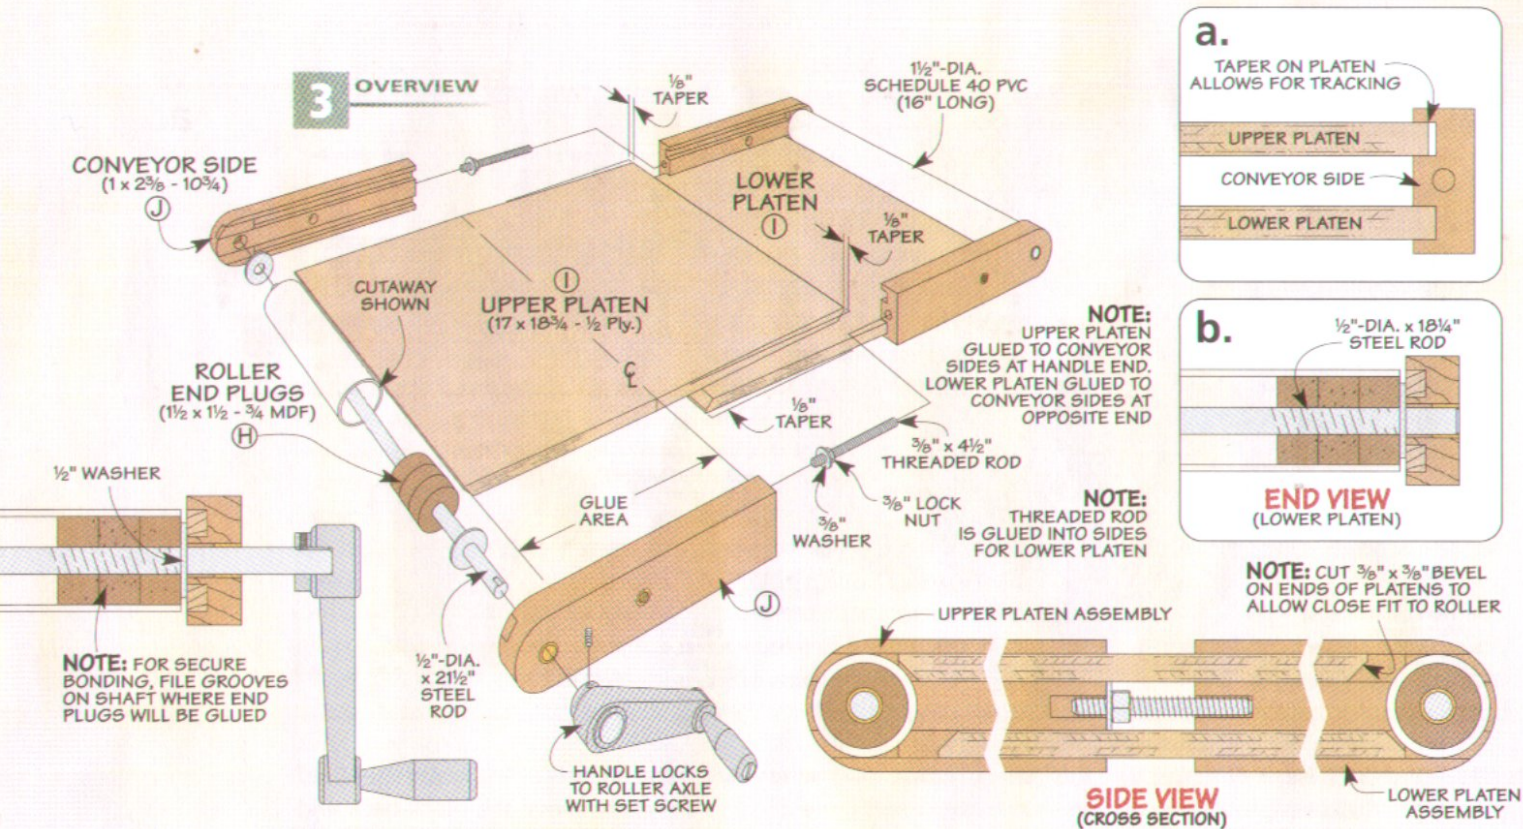 3 OVERVIEW
⅛"
TAPER
1½"-DIA.
SCHEDULE 40 PVC
(16" LONG)
CONVEYOR SIDE
(1 x 2⅜ - 10¾)
J
LOWER
PLATEN
I
⅛"
TAPER
CUTAWAY
SHOWN
I
UPPER PLATEN
(17 x 18¾ - ½ Ply.)
ROLLER
END PLUGS
(1½ x 1½ - ¾ MDF)
H
CL
⅛"
TAPER
NOTE:
UPPER PLATEN
GLUED TO CONVEYOR
SIDES AT HANDLE END.
LOWER PLATEN GLUED TO
CONVEYOR SIDES AT
OPPOSITE END
⅜" x 4½"
THREADED ROD
⅜" LOCK
NUT
⅜"
WASHER
NOTE:
THREADED ROD
IS GLUED INTO SIDES
FOR LOWER PLATEN
½" WASHER
GLUE
AREA
J
½"-DIA.
x 21½"
STEEL
ROD
NOTE: FOR SECURE
BONDING, FILE GROOVES
ON SHAFT WHERE END
PLUGS WILL BE GLUED
HANDLE LOCKS
TO ROLLER AXLE
WITH SET SCREW
a.
TAPER ON PLATEN
ALLOWS FOR TRACKING
UPPER PLATEN
CONVEYOR SIDE
LOWER PLATEN
b.
½"-DIA. x 18¼"
STEEL ROD
END VIEW
(LOWER PLATEN)
NOTE: CUT ⅜" x ⅜" BEVEL
ON ENDS OF PLATENS TO
ALLOW CLOSE FIT TO ROLLER
UPPER PLATEN ASSEMBLY
SIDE VIEW
(CROSS SECTION)
LOWER PLATEN
ASSEMBLY